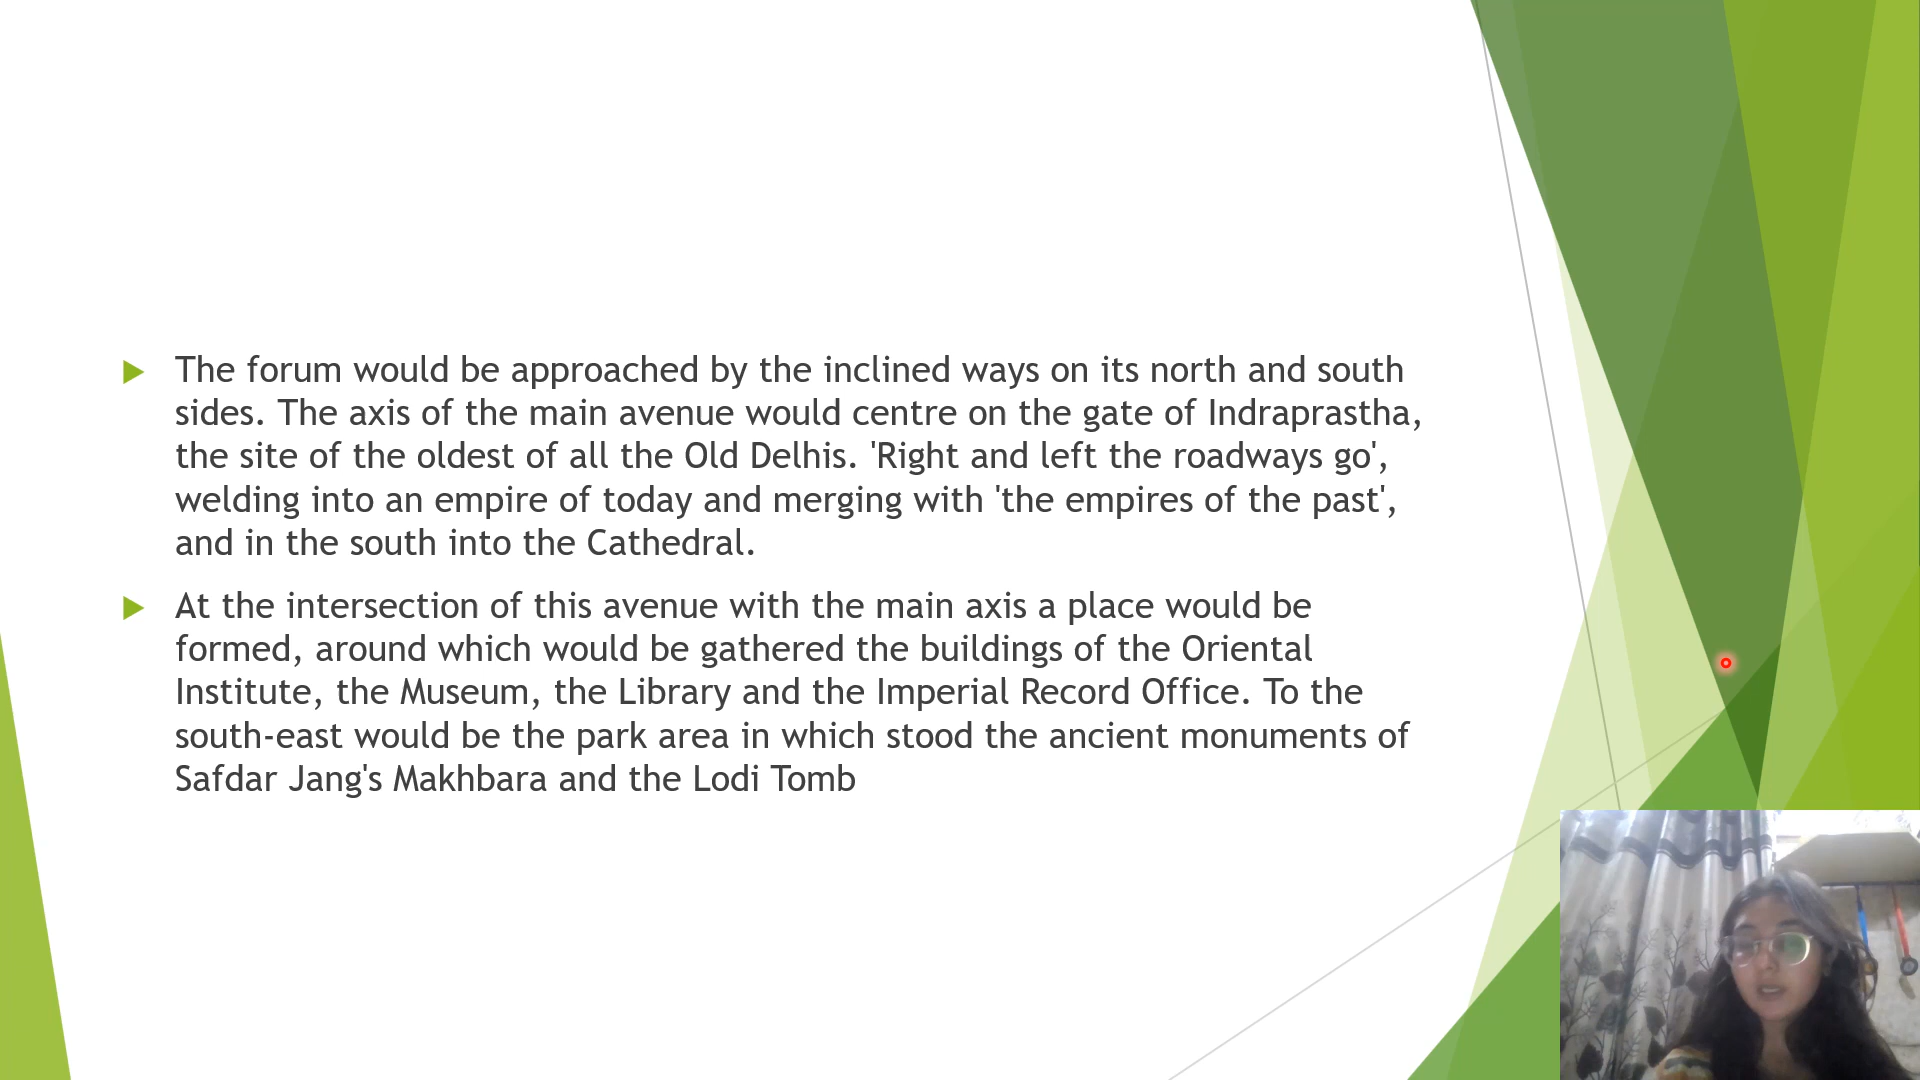 The forum would be approached by the inclined ways on its north and south
sides. The axis of the main avenue would centre on the gate of Indraprastha,
the site of the oldest of all the Old Delhis. 'Right and left the roadways go',
welding into an empire of today and merging with 'the empires of the past',
and in the south into the Cathedral.
At the intersection of this avenue with the main axis a place would be
formed, around which would be gathered the buildings of the Oriental
Institute, the Museum, the Library and the Imperial Record Office. To the
south-east would be the park area in which stood the ancient monuments of
Safdar Jang's Makhbara and the Lodi Tomb